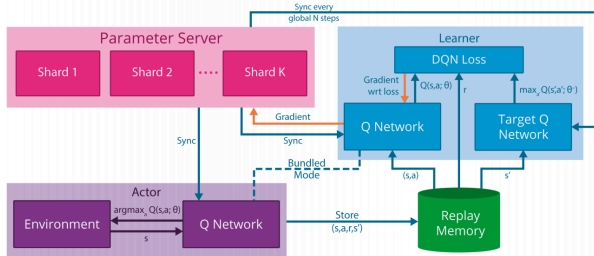 Sync every
global N steps
Parameter Server
Shard 1
Shard 2
Shard K
Learner
DQN Loss
Gradient
wrt loss
Q(s,a; θ)
r
maxₐ' Q(s',a'; θ⁻)
Gradient
Sync
Q Network
Target Q
Network
Sync
Bundled
Mode
(s,a)
s'
Actor
Environment
argmaxₐ Q(s,a; θ)
s
Q Network
Store
(s,a,r,s')
Replay
Memory